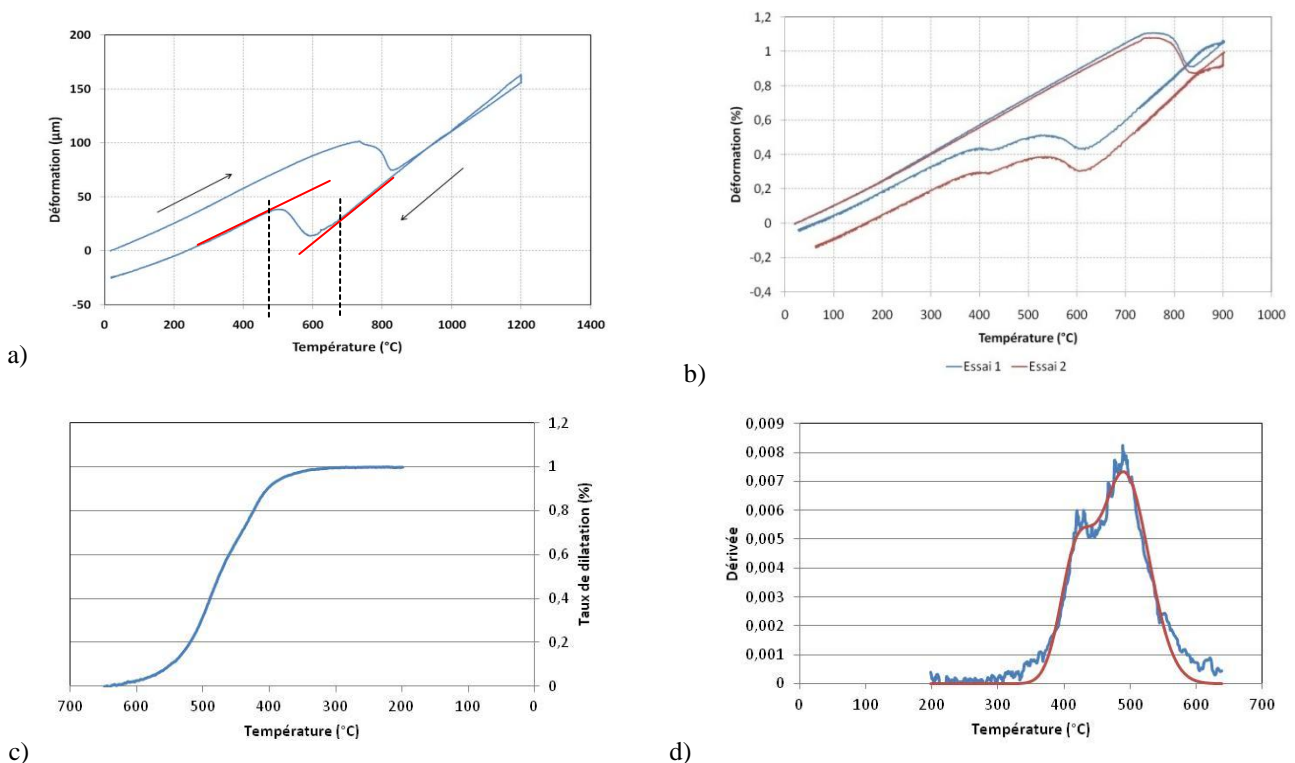 200
150
100
50
0
-50
Déformation (µm)
0 200 400 600 800 1000 1200 1400
Température (°C)
a)
1,2
1
0,8
0,6
0,4
0,2
0
-0,2
-0,4
Déformation (%)
0 100 200 300 400 500 600 700 800 900 1000
Température (°C)
Essai 1 Essai 2
b)
1,2
1
0,8
0,6
0,4
0,2
0
Taux de dilatation (%)
700 600 500 400 300 200 100 0
Température (°C)
c)
0,009
0,008
0,007
0,006
0,005
0,004
0,003
0,002
0,001
0
Dérivée
0 100 200 300 400 500 600 700
Température (°C)
d)